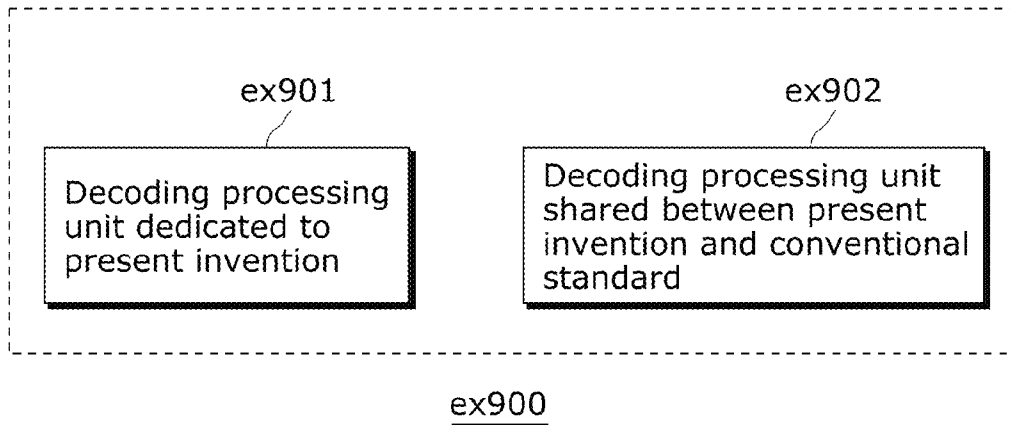 ex901
ex902
Decoding processing
unit dedicated to
present invention
Decoding processing unit
shared between present
invention and conventional
standard
ex900